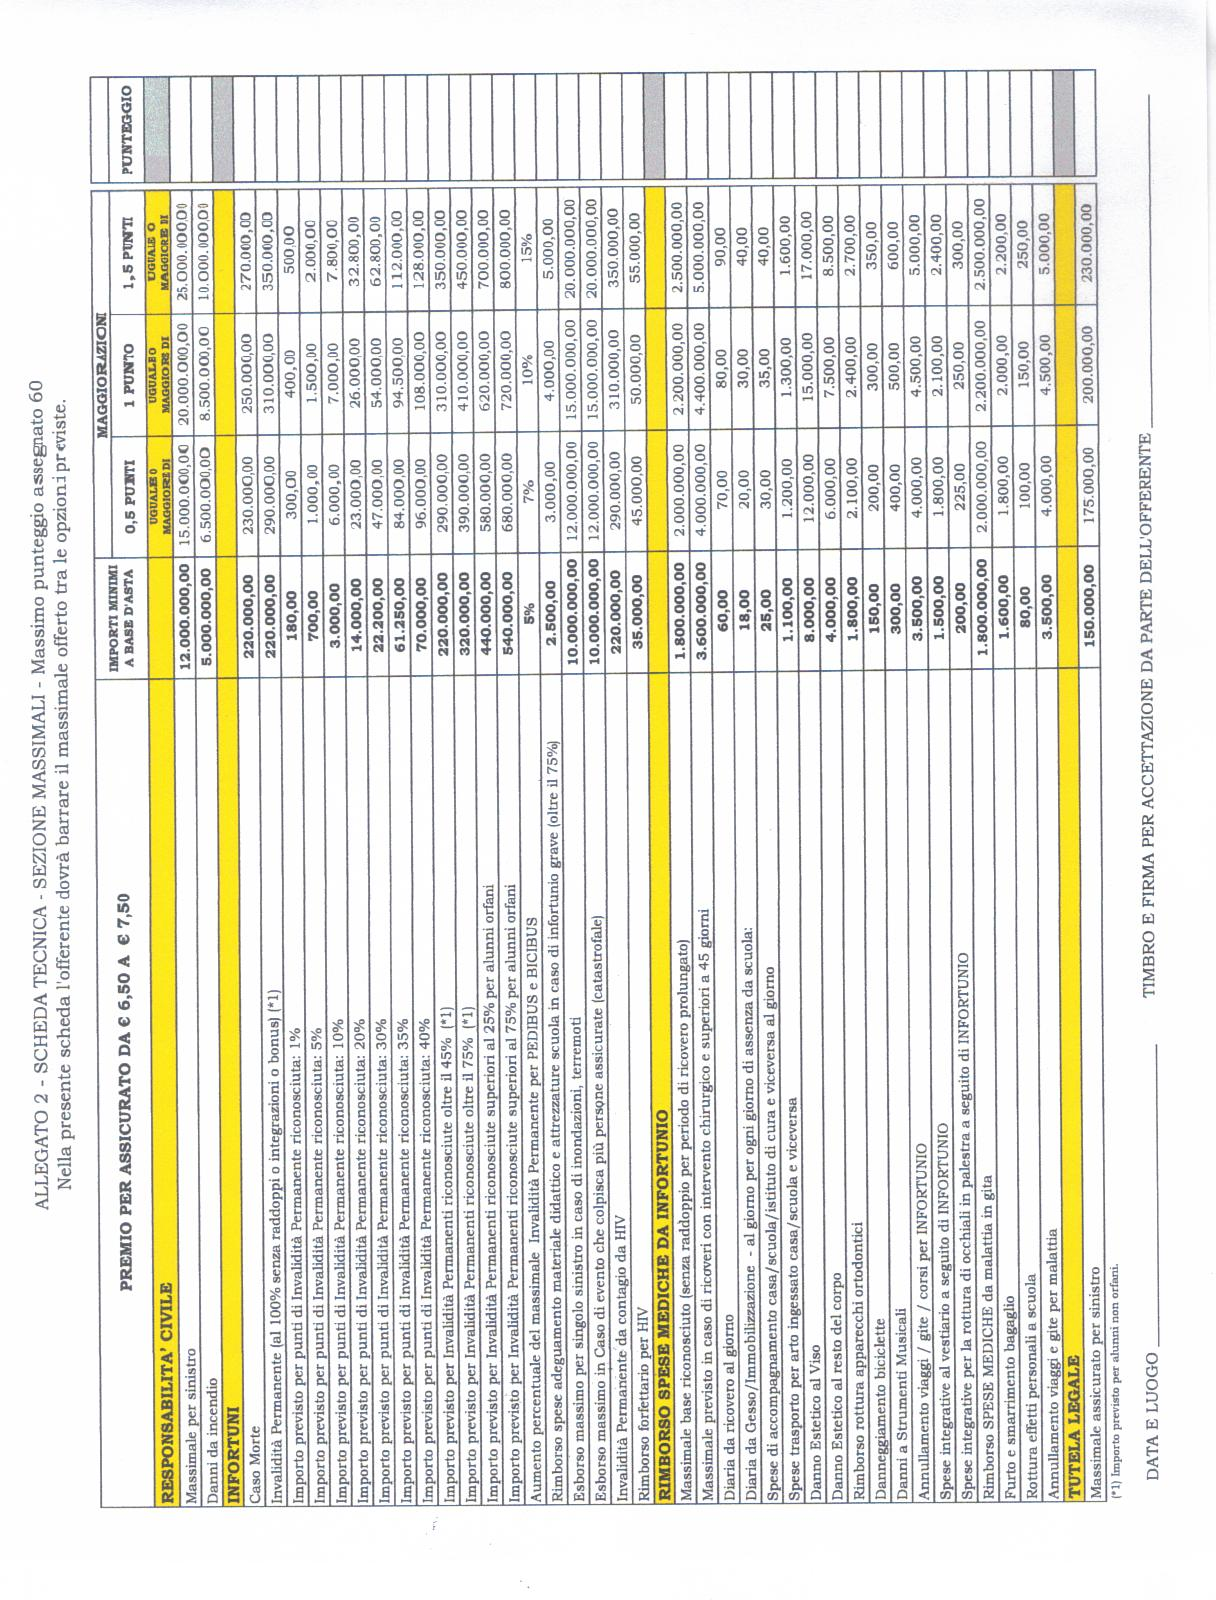 ALLEGATO 2 - SCHEDA TECNICA - SEZIONE MASSIMALI - Massimo punteggio assegnato 60
Nella presente scheda l'offerente dovrà barrare il massimale offerto tra le opzioni previste.
PREMIO PER ASSICURATO DA € 6,50 A € 7,50 IMPORTI MINIMI A BASE D'ASTA MAGGIORAZIONI
0,5 PUNTI 1 PUNTO 1,5 PUNTI PUNTEGGIO
RESPONSABILITA' CIVILE UGUALE 0 MAGGIORE DI UGUALE O MAGGIORE DI UGUALE O MAGGIORE DI
Massimale per sinistro 12.000.000,00 15.000.000,00 20.000.000,00 25.000.000,00
Danni da incendio 5.000.000,00 6.500.000,00 8.500.000,00 10.000.000,00
INFORTUNI
Caso Morte 220.000,00 230.000,00 250.000,00 270.000,00
Invalidità Permanente (al 100% senza raddoppi o integrazioni o bonus) (*1) 220.000,00 290.000,00 310.000,00 350.000,00
Importo previsto per punti di Invalidità Permanente riconosciuta: 1% 180,00 300,00 400,00 500,00
Importo previsto per punti di Invalidità Permanente riconosciuta: 5% 700,00 1.000,00 1.500,00 2.000,00
Importo previsto per punti di Invalidità Permanente riconosciuta: 10% 3.000,00 6.000,00 7.000,00 7.800,00
Importo previsto per punti di Invalidità Permanente riconosciuta: 20% 14.000,00 23.000,00 26.000,00 32.800,00
Importo previsto per punti di Invalidità Permanente riconosciuta: 30% 22.200,00 47.000,00 54.000,00 62.800,00
Importo previsto per punti di Invalidità Permanente riconosciuta: 35% 61.250,00 84.000,00 94.500,00 112.000,00
Importo previsto per punti di Invalidità Permanente riconosciuta: 40% 70.000,00 96.000,00 108.000,00 128.000,00
Importo previsto per Invalidità Permanenti riconosciute oltre il 45% (*1) 220.000,00 290.000,00 310.000,00 350.000,00
Importo previsto per Invalidità Permanenti riconosciute oltre il 75% (*1) 320.000,00 390.000,00 410.000,00 450.000,00
Importo previsto per Invalidità Permanenti riconosciute superiori al 25% per alunni orfani 440.000,00 580.000,00 620.000,00 700.000,00
Importo previsto per Invalidità Permanenti riconosciute superiori al 75% per alunni orfani 540.000,00 680.000,00 720.000,00 800.000,00
Aumento percentuale del massimale Invalidità Permanente per PEDIBUS e BICIBUS 5% 7% 10% 15%
Rimborso spese adeguamento materiale didattico e attrezzature scuola in caso di infortunio grave (oltre il 75%) 2.500,00 3.000,00 4.000,00 5.000,00
Esborso massimo per singolo sinistro in caso di inondazioni, terremoti 10.000.000,00 12.000.000,00 15.000.000,00 20.000.000,00
Esborso massimo in Caso di evento che colpisca più persone assicurate (catastrofale) 10.000.000,00 12.000.000,00 15.000.000,00 20.000.000,00
Invalidità Permanente da contagio da HIV 220.000,00 290.000,00 310.000,00 350.000,00
Rimborso forfettario per HIV 35.000,00 45.000,00 50.000,00 55.000,00
RIMBORSO SPESE MEDICHE DA INFORTUNIO
Massimale base riconosciuto (senza raddoppio per periodo di ricovero prolungato) 1.800.000,00 2.000.000,00 2.200.000,00 2.500.000,00
Massimale previsto in caso di ricoveri con intervento chirurgico e superiori a 45 giorni 3.600.000,00 4.000.000,00 4.400.000,00 5.000.000,00
Diaria da ricovero al giorno 60,00 70,00 80,00 90,00
Diaria da Gesso/Immobilizzazione - al giorno per ogni giorno di assenza da scuola: 18,00 20,00 30,00 40,00
Spese di accompagnamento casa/scuola/istituto di cura e viceversa al giorno 25,00 30,00 35,00 40,00
Spese trasporto per arto ingessato casa/scuola e viceversa 1.100,00 1.200,00 1.300,00 1.600,00
Danno Estetico al Viso 8.000,00 12.000,00 15.000,00 17.000,00
Danno Estetico al resto del corpo 4.000,00 6.000,00 7.500,00 8.500,00
Rimborso rottura apparecchi ortodontici 1.800,00 2.100,00 2.400,00 2.700,00
Danneggiamento biciclette 150,00 200,00 300,00 350,00
Danni a Strumenti Musicali 300,00 400,00 500,00 600,00
Annullamento viaggi / gite / corsi per INFORTUNIO 3.500,00 4.000,00 4.500,00 5.000,00
Spese integrative al vestiario a seguito di INFORTUNIO 1.500,00 1.800,00 2.100,00 2.400,00
Spese integrative per la rottura di occhiali in palestra a seguito di INFORTUNIO 200,00 225,00 250,00 300,00
Rimborso SPESE MEDICHE da malattia in gita 1.800.000,00 2.000.000,00 2.200.000,00 2.500.000,00
Furto e smarrimento bagaglio 1.600,00 1.800,00 2.000,00 2.200,00
Rottura effetti personali a scuola 80,00 100,00 150,00 250,00
Annullamento viaggi e gite per malattia 3.500,00 4.000,00 4.500,00 5.000,00
TUTELA LEGALE
Massimale assicurato per sinistro 150.000,00 175.000,00 200.000,00 230.000,00
(*1) Importo previsto per alunni non orfani.
DATA E LUOGO TIMBRO E FIRMA PER ACCETTAZIONE DA PARTE DELL'OFFERENTE